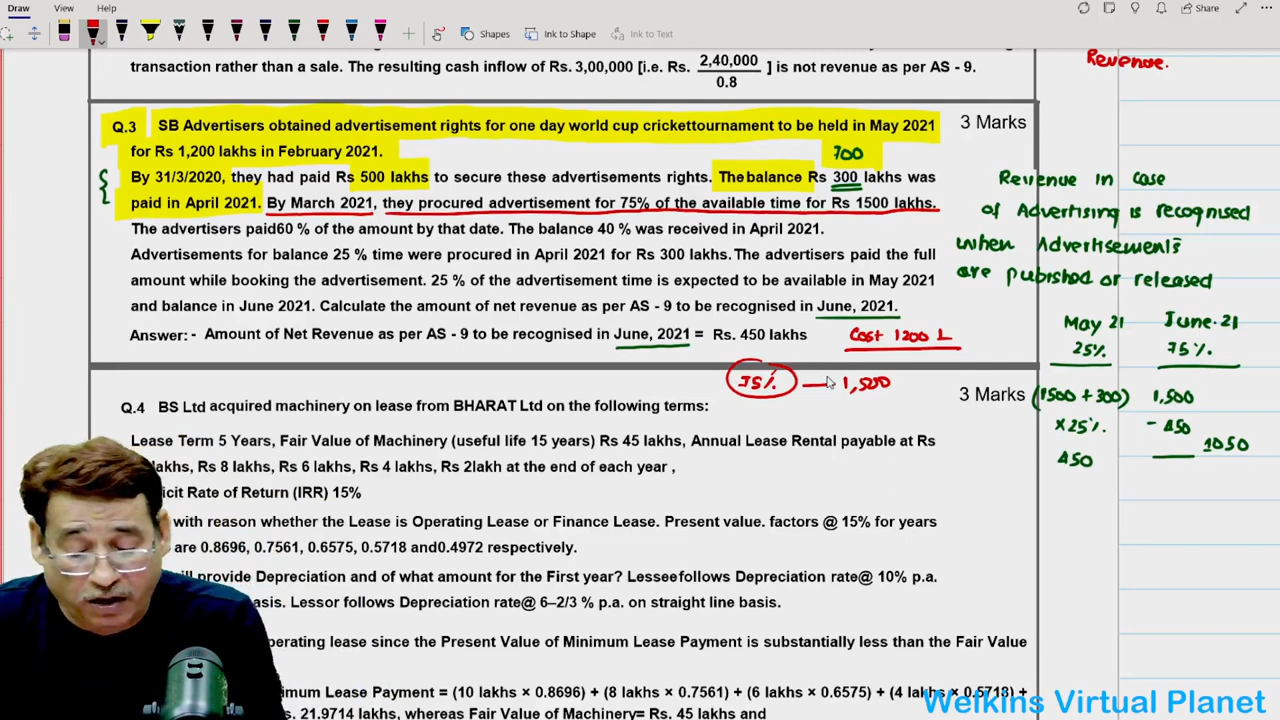 Draw View Help
Shapes Ink to Shape Ink to Text Share
transaction rather than a sale. The resulting cash inflow of Rs. 3,00,000 [i.e. Rs. 2,40,000 / 0.8 ] is not revenue as per AS - 9.
Revenue.
Q.3 SB Advertisers obtained advertisement rights for one day world cup crickettournament to be held in May 2021
3 Marks
for Rs 1,200 lakhs in February 2021.
700
By 31/3/2020, they had paid Rs 500 lakhs to secure these advertisements rights. The balance Rs 300 lakhs was
paid in April 2021. By March 2021, they procured advertisement for 75% of the available time for Rs 1500 lakhs.
The advertisers paid60 % of the amount by that date. The balance 40 % was received in April 2021.
Advertisements for balance 25 % time were procured in April 2021 for Rs 300 lakhs. The advertisers paid the full
amount while booking the advertisement. 25 % of the advertisement time is expected to be available in May 2021
and balance in June 2021. Calculate the amount of net revenue as per AS - 9 to be recognised in June, 2021.
Answer:- Amount of Net Revenue as per AS - 9 to be recognised in June, 2021 = Rs. 450 lakhs
Cost 1200 L
Revenue in case
of Advertising is recognised
when Advertisements
are pubished or released
May 21 June.21
25% 75%.
(1500 + 300) 1,500
×25%. - 450
450 1050
75% — 1,500
3 Marks
Q.4 BS Ltd acquired machinery on lease from BHARAT Ltd on the following terms:
Lease Term 5 Years, Fair Value of Machinery (useful life 15 years) Rs 45 lakhs, Annual Lease Rental payable at Rs
lakhs, Rs 8 lakhs, Rs 6 lakhs, Rs 4 lakhs, Rs 2lakh at the end of each year ,
icit Rate of Return (IRR) 15%
with reason whether the Lease is Operating Lease or Finance Lease. Present value. factors @ 15% for years
are 0.8696, 0.7561, 0.6575, 0.5718 and0.4972 respectively.
ill provide Depreciation and of what amount for the First year? Lesseefollows Depreciation rate@ 10% p.a.
asis. Lessor follows Depreciation rate@ 6–2/3 % p.a. on straight line basis.
perating lease since the Present Value of Minimum Lease Payment is substantially less than the Fair Value
imum Lease Payment = (10 lakhs × 0.8696) + (8 lakhs × 0.7561) + (6 lakhs × 0.6575) + (4 lakhs × 0.5718) +
s. 21.9714 lakhs, whereas Fair Value of Machinery= Rs. 45 lakhs and
Welkins Virtual Planet